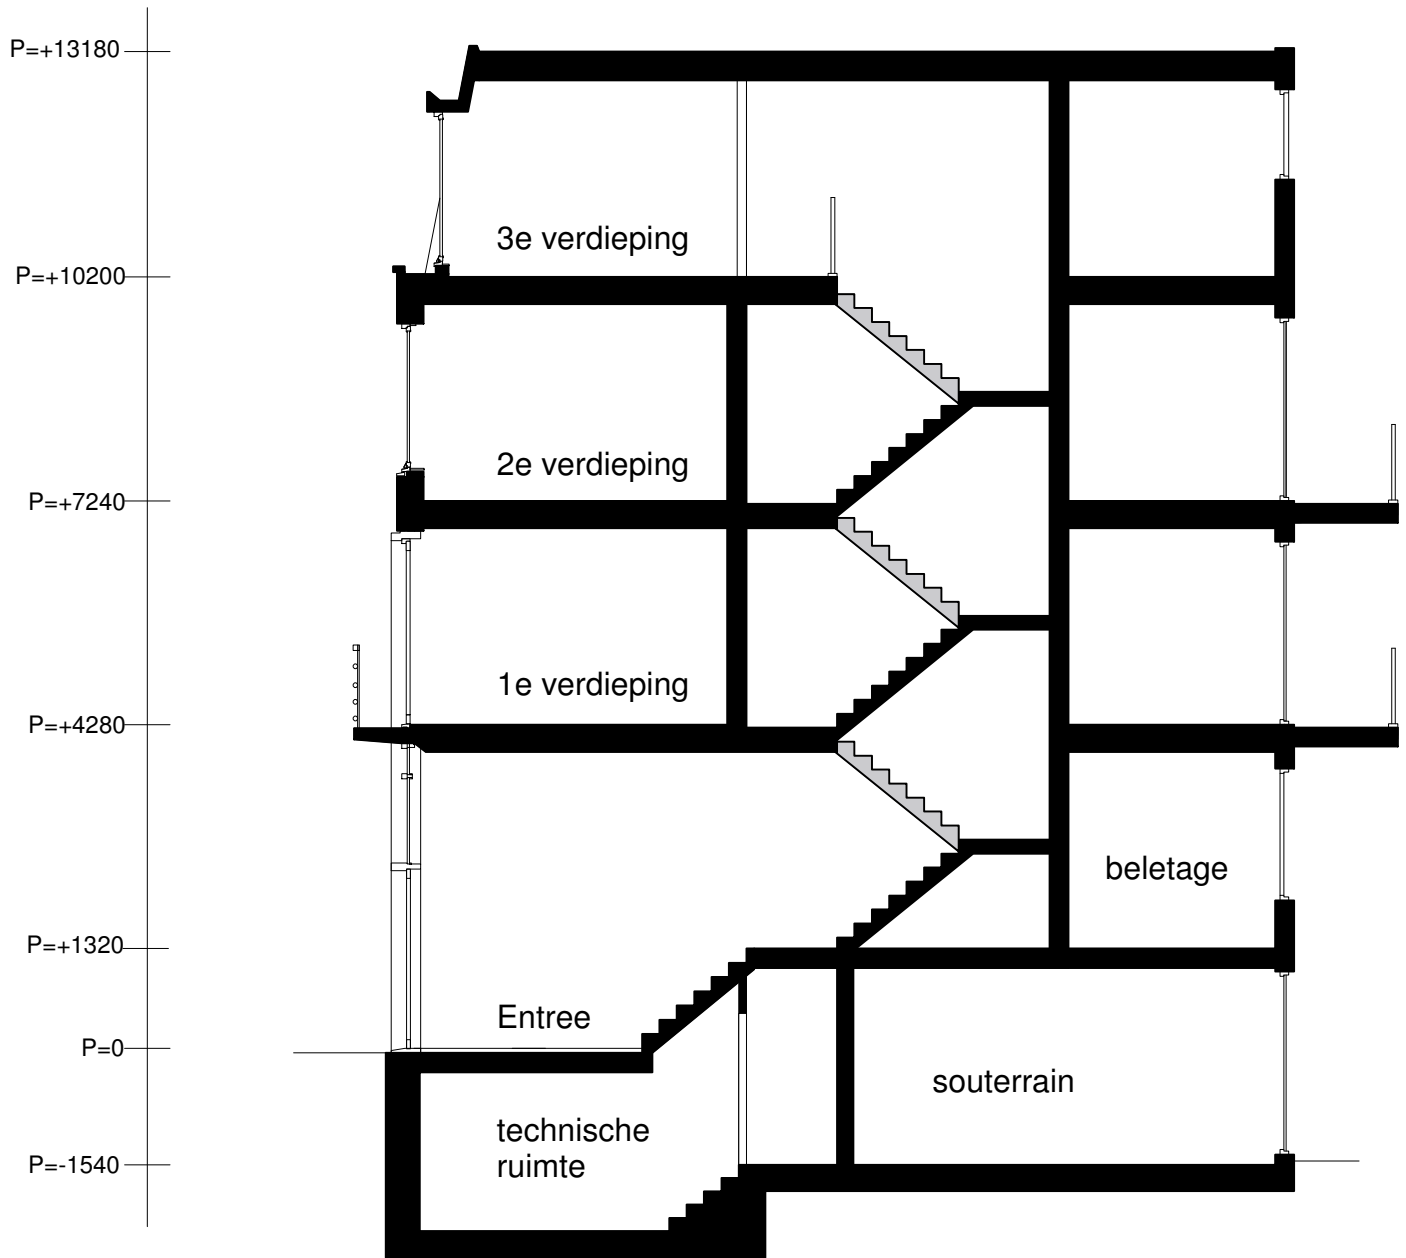 P=+13180
3e verdieping
P=+10200
2e verdieping
P=+7240
1e verdieping
P=+4280
beletage
P=+1320
Entree
P=0
souterrain
technische
ruimte
P=-1540